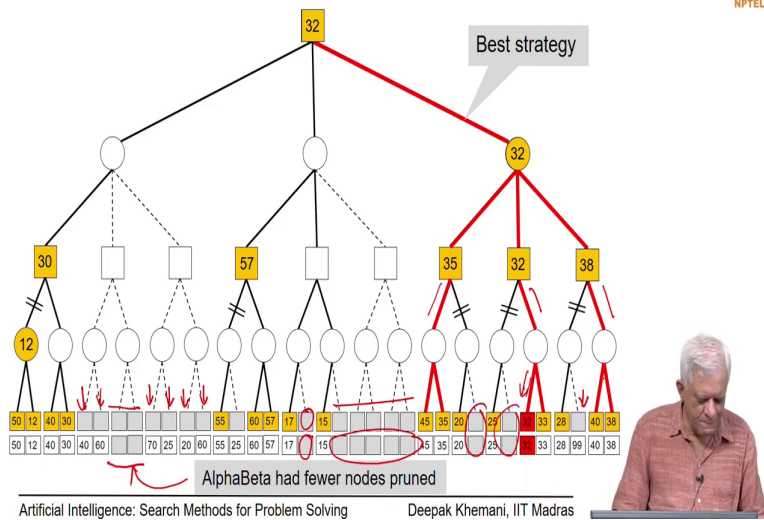 NPTEL
32
Best strategy
32
30 57 35 32 38
12
50 12 40 30 55 60 57 17 15 45 35 20 25 32 33 28 40 38
50 12 40 30 40 60 70 25 20 60 55 25 60 57 17 15 45 35 20 25 32 33 28 99 40 38
AlphaBeta had fewer nodes pruned
Artificial Intelligence: Search Methods for Problem Solving Deepak Khemani, IIT Madras